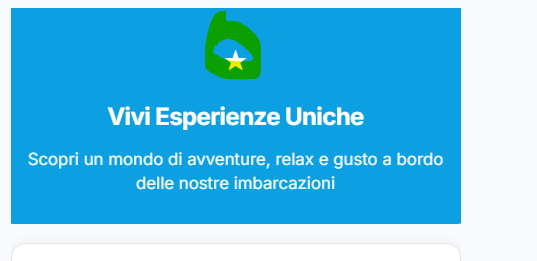 Vivi Esperienze Uniche
Scopri un mondo di avventure, relax e gusto a bordo
delle nostre imbarcazioni